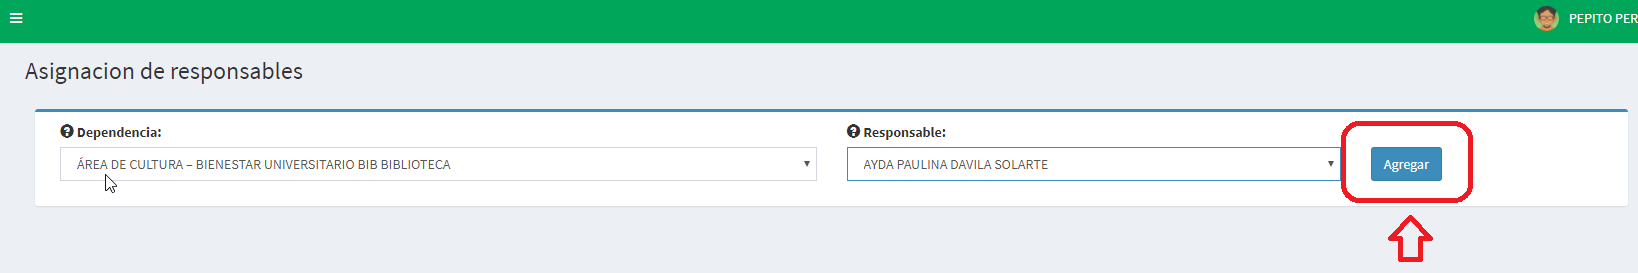 PEPITO PER
Asignacion de responsables
Dependencia: Responsable:
ÁREA DE CULTURA – BIENESTAR UNIVERSITARIO BIB BIBLIOTECA AYDA PAULINA DAVILA SOLARTE Agregar